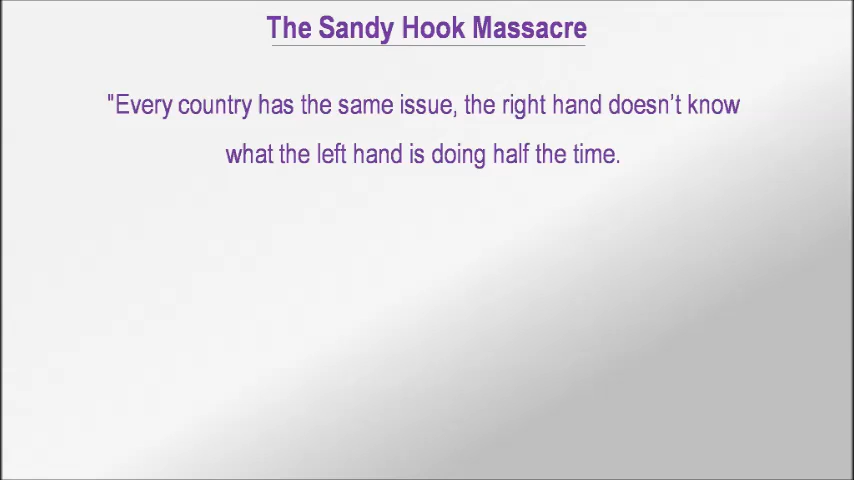 The Sandy Hook Massacre
"Every country has the same issue, the right hand doesn’t know
what the left hand is doing half the time.